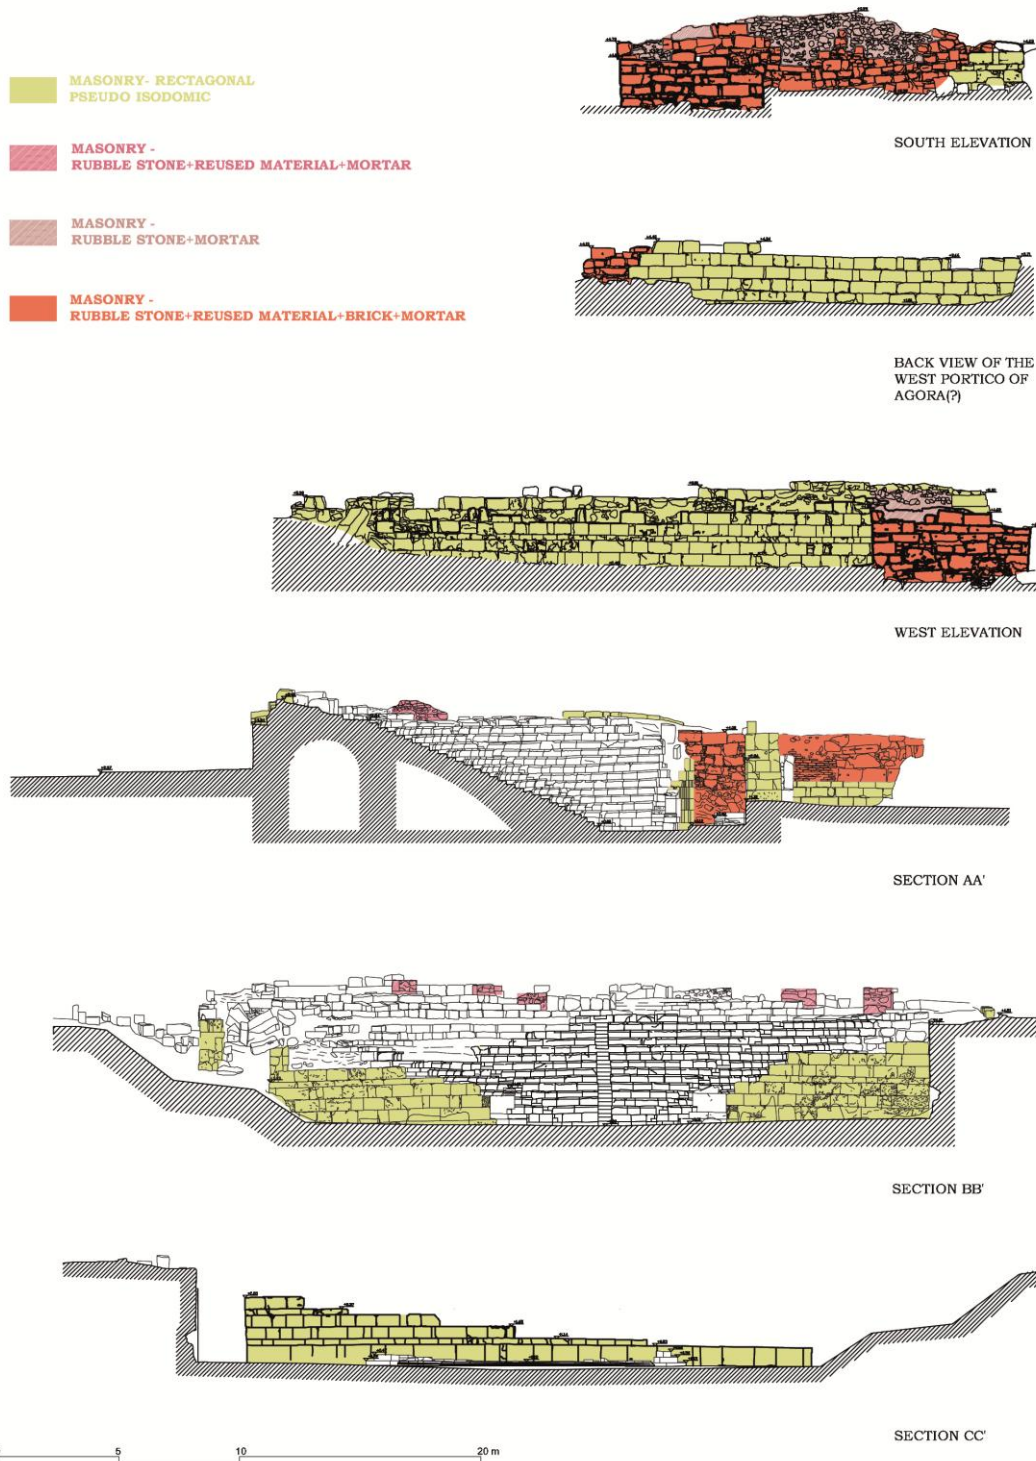 MASONRY- RECTAGONAL
PSEUDO ISODOMIC
MASONRY -
RUBBLE STONE+REUSED MATERIAL+MORTAR
MASONRY -
RUBBLE STONE+MORTAR
MASONRY -
RUBBLE STONE+REUSED MATERIAL+BRICK+MORTAR
SOUTH ELEVATION
BACK VIEW OF THE
WEST PORTICO OF
AGORA(?)
WEST ELEVATION
SECTION AA'
SECTION BB'
SECTION CC'
5 10 20 m